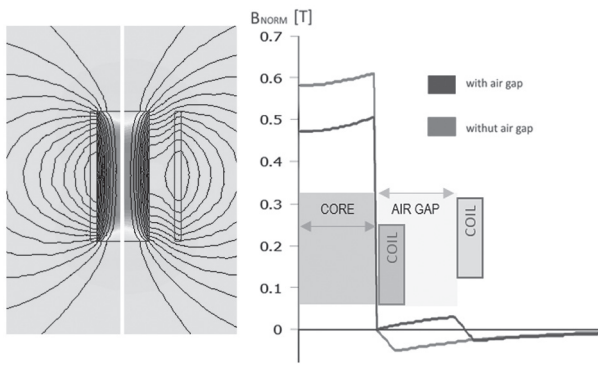 BNORM [T]
0.7
0.6
0.5
0.4
0.3
0.2
0.1
0
with air gap
withut air gap
CORE
AIR GAP
COIL
COIL